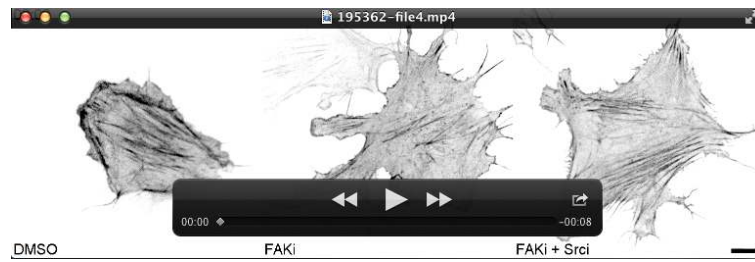 195362-file4.mp4
00:00
-00:08
DMSO
FAKi
FAKi + Srci